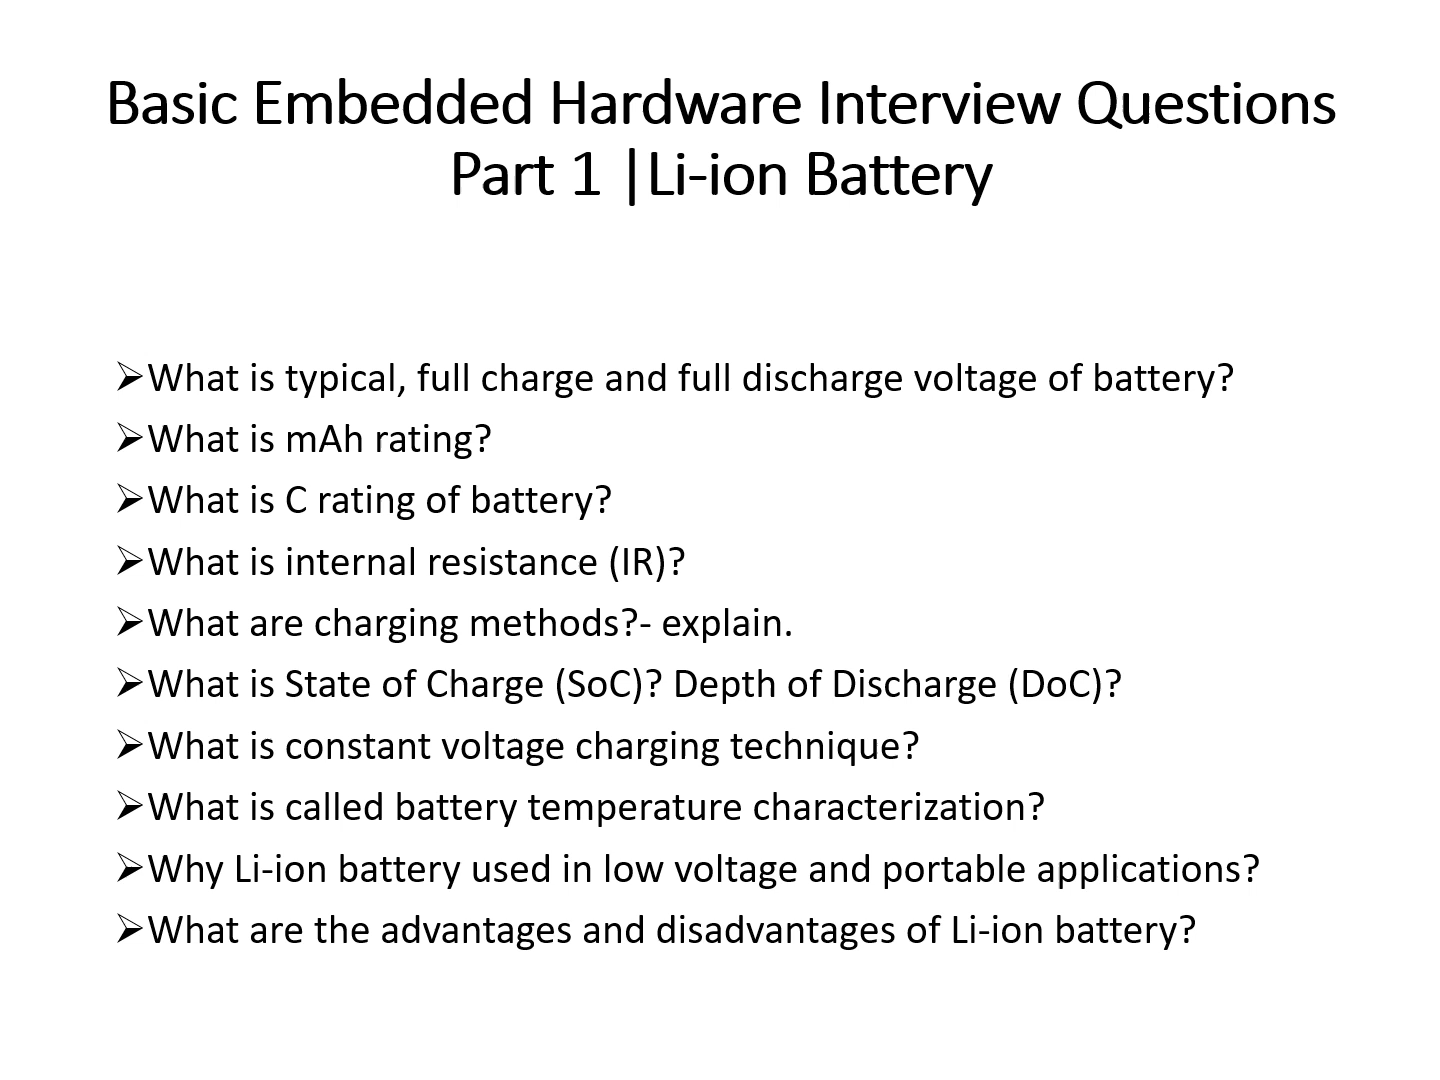 Basic Embedded Hardware Interview Questions
Part 1 |Li-ion Battery
➢What is typical, full charge and full discharge voltage of battery?
➢What is mAh rating?
➢What is C rating of battery?
➢What is internal resistance (IR)?
➢What are charging methods?- explain.
➢What is State of Charge (SoC)? Depth of Discharge (DoC)?
➢What is constant voltage charging technique?
➢What is called battery temperature characterization?
➢Why Li-ion battery used in low voltage and portable applications?
➢What are the advantages and disadvantages of Li-ion battery?